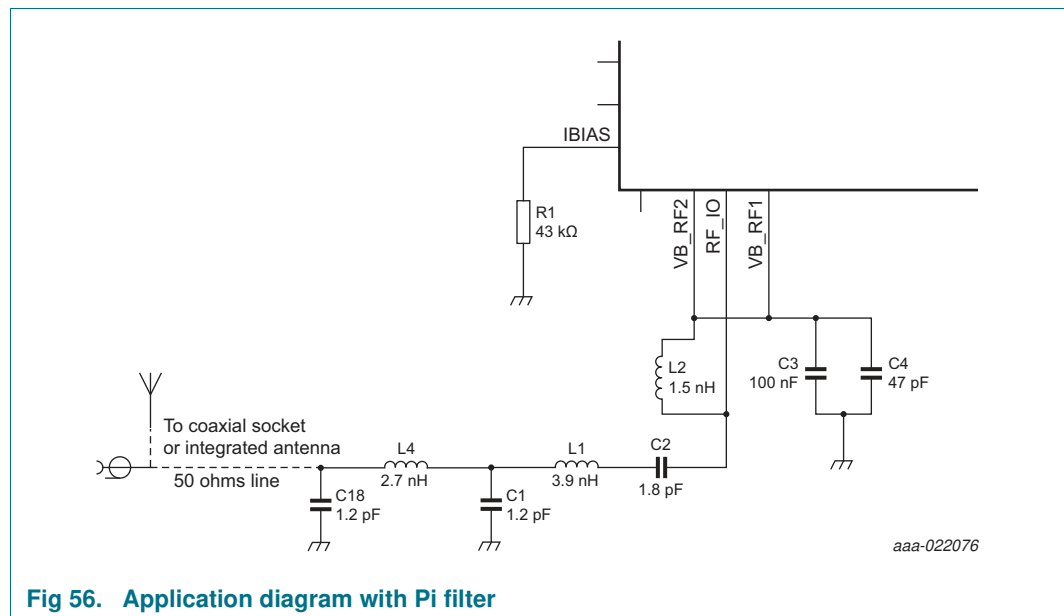 IBIAS
R1
43 kΩ
VB_RF2
RF_IO
VB_RF1
L2
1.5 nH
C3
100 nF
C4
47 pF
To coaxial socket
or integrated antenna
50 ohms line
L4
2.7 nH
L1
3.9 nH
C2
1.8 pF
C18
1.2 pF
C1
1.2 pF
aaa-022076
Fig 56. Application diagram with Pi filter